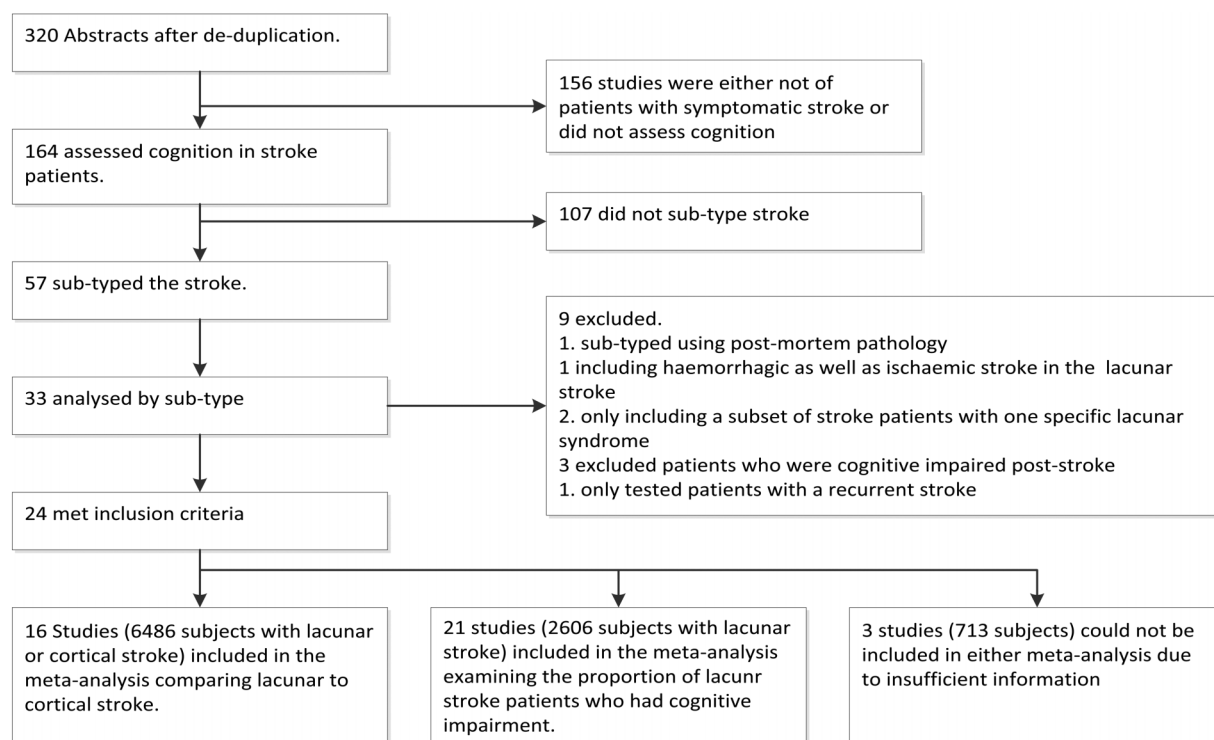 320 Abstracts after de-duplication.
156 studies were either not of
patients with symptomatic stroke or
did not assess cognition
164 assessed cognition in stroke
patients.
107 did not sub-type stroke
57 sub-typed the stroke.
9 excluded.
1. sub-typed using post-mortem pathology
1 including haemorrhagic as well as ischaemic stroke in the lacunar
stroke
2. only including a subset of stroke patients with one specific lacunar
syndrome
3 excluded patients who were cognitive impaired post-stroke
1. only tested patients with a recurrent stroke
33 analysed by sub-type
24 met inclusion criteria
16 Studies (6486 subjects with lacunar
or cortical stroke) included in the
meta-analysis comparing lacunar to
cortical stroke.
21 studies (2606 subjects with lacunar
stroke) included in the meta-analysis
examining the proportion of lacunr
stroke patients who had cognitive
impairment.
3 studies (713 subjects) could not be
included in either meta-analysis due
to insufficient information